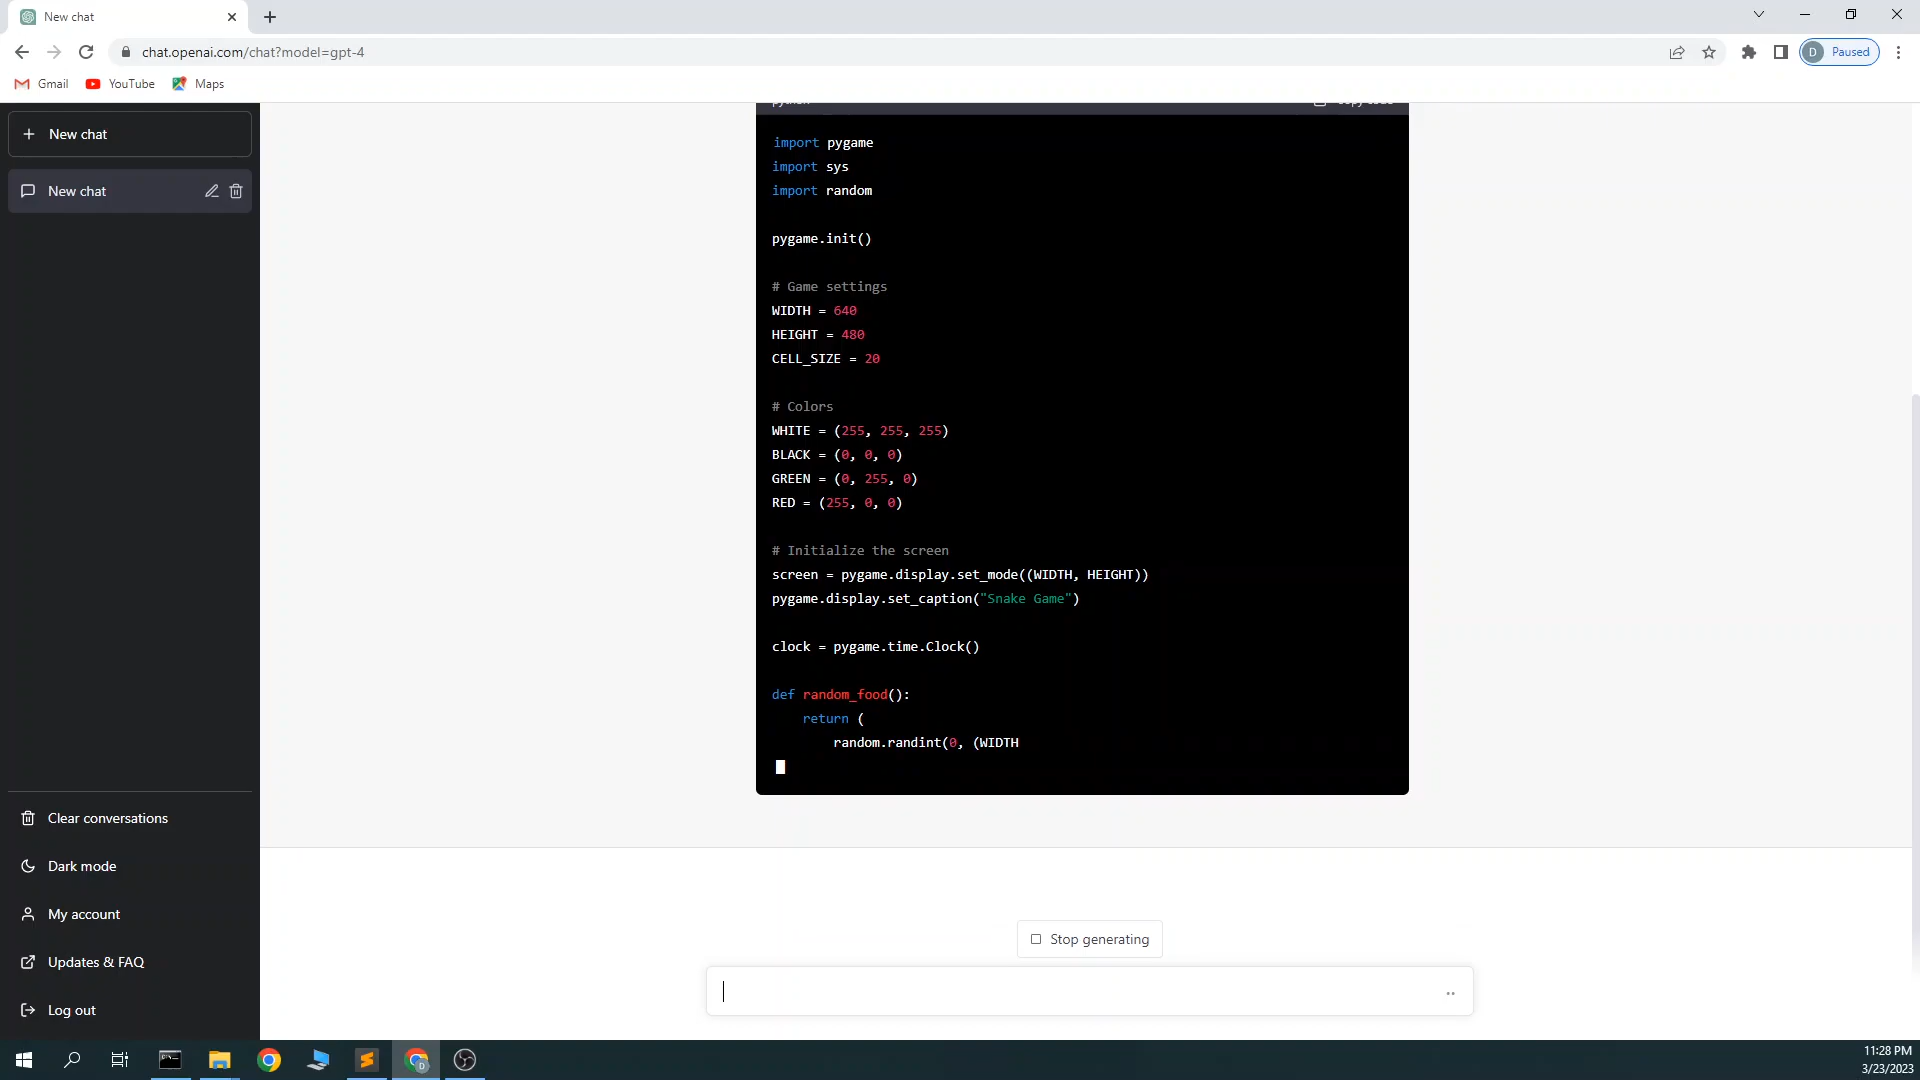 New chat
chat.openai.com/chat?model=gpt-4
D Paused
Gmail YouTube Maps
New chat
New chat
Clear conversations
Dark mode
My account
Updates & FAQ
Log out
import pygame
import sys
import random
pygame.init()
# Game settings
WIDTH = 640
HEIGHT = 480
CELL_SIZE = 20
# Colors
WHITE = (255, 255, 255)
BLACK = (0, 0, 0)
GREEN = (0, 255, 0)
RED = (255, 0, 0)
# Initialize the screen
screen = pygame.display.set_mode((WIDTH, HEIGHT))
pygame.display.set_caption("Snake Game")
clock = pygame.time.Clock()
def random_food():
return (
random.randint(0, (WIDTH
Stop generating
11:28 PM
3/23/2023